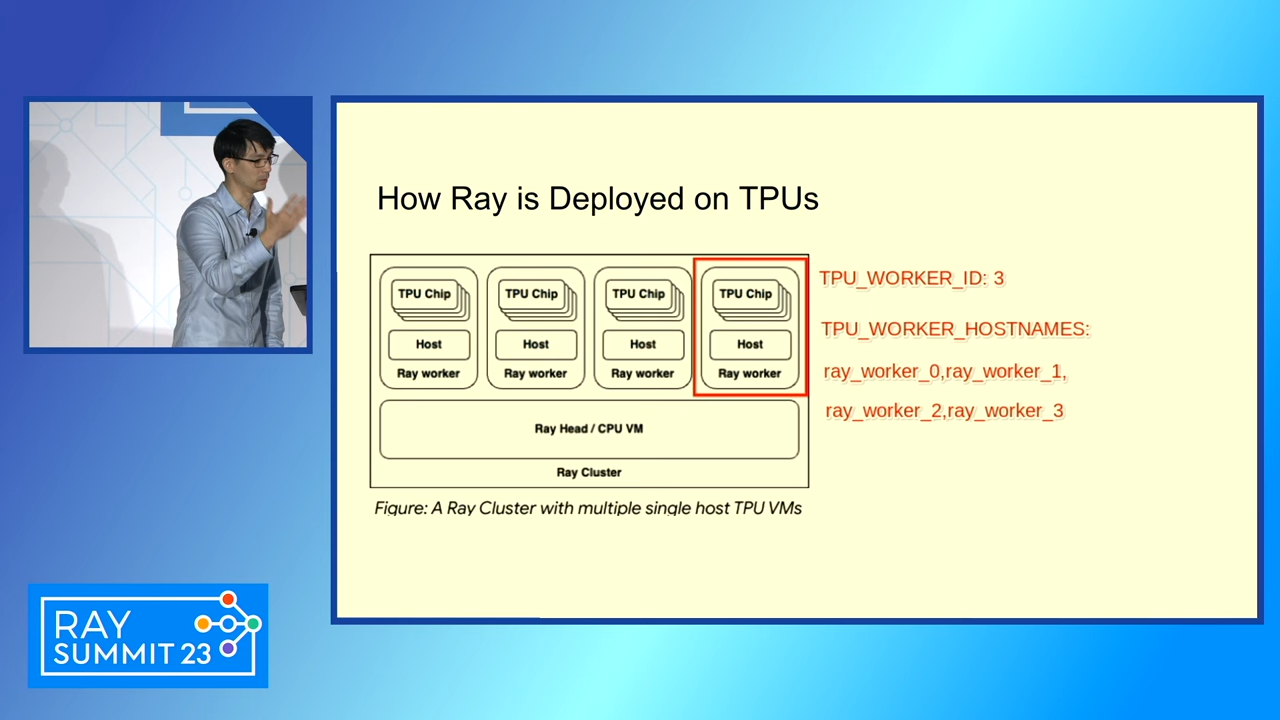 How Ray is Deployed on TPUs
TPU Chip TPU Chip TPU Chip TPU Chip
Host Host Host Host
Ray worker Ray worker Ray worker Ray worker
Ray Head / CPU VM
Ray Cluster
Figure: A Ray Cluster with multiple single host TPU VMs
TPU_WORKER_ID: 3
TPU_WORKER_HOSTNAMES:
ray_worker_0,ray_worker_1,
ray_worker_2,ray_worker_3
RAY
SUMMIT 23